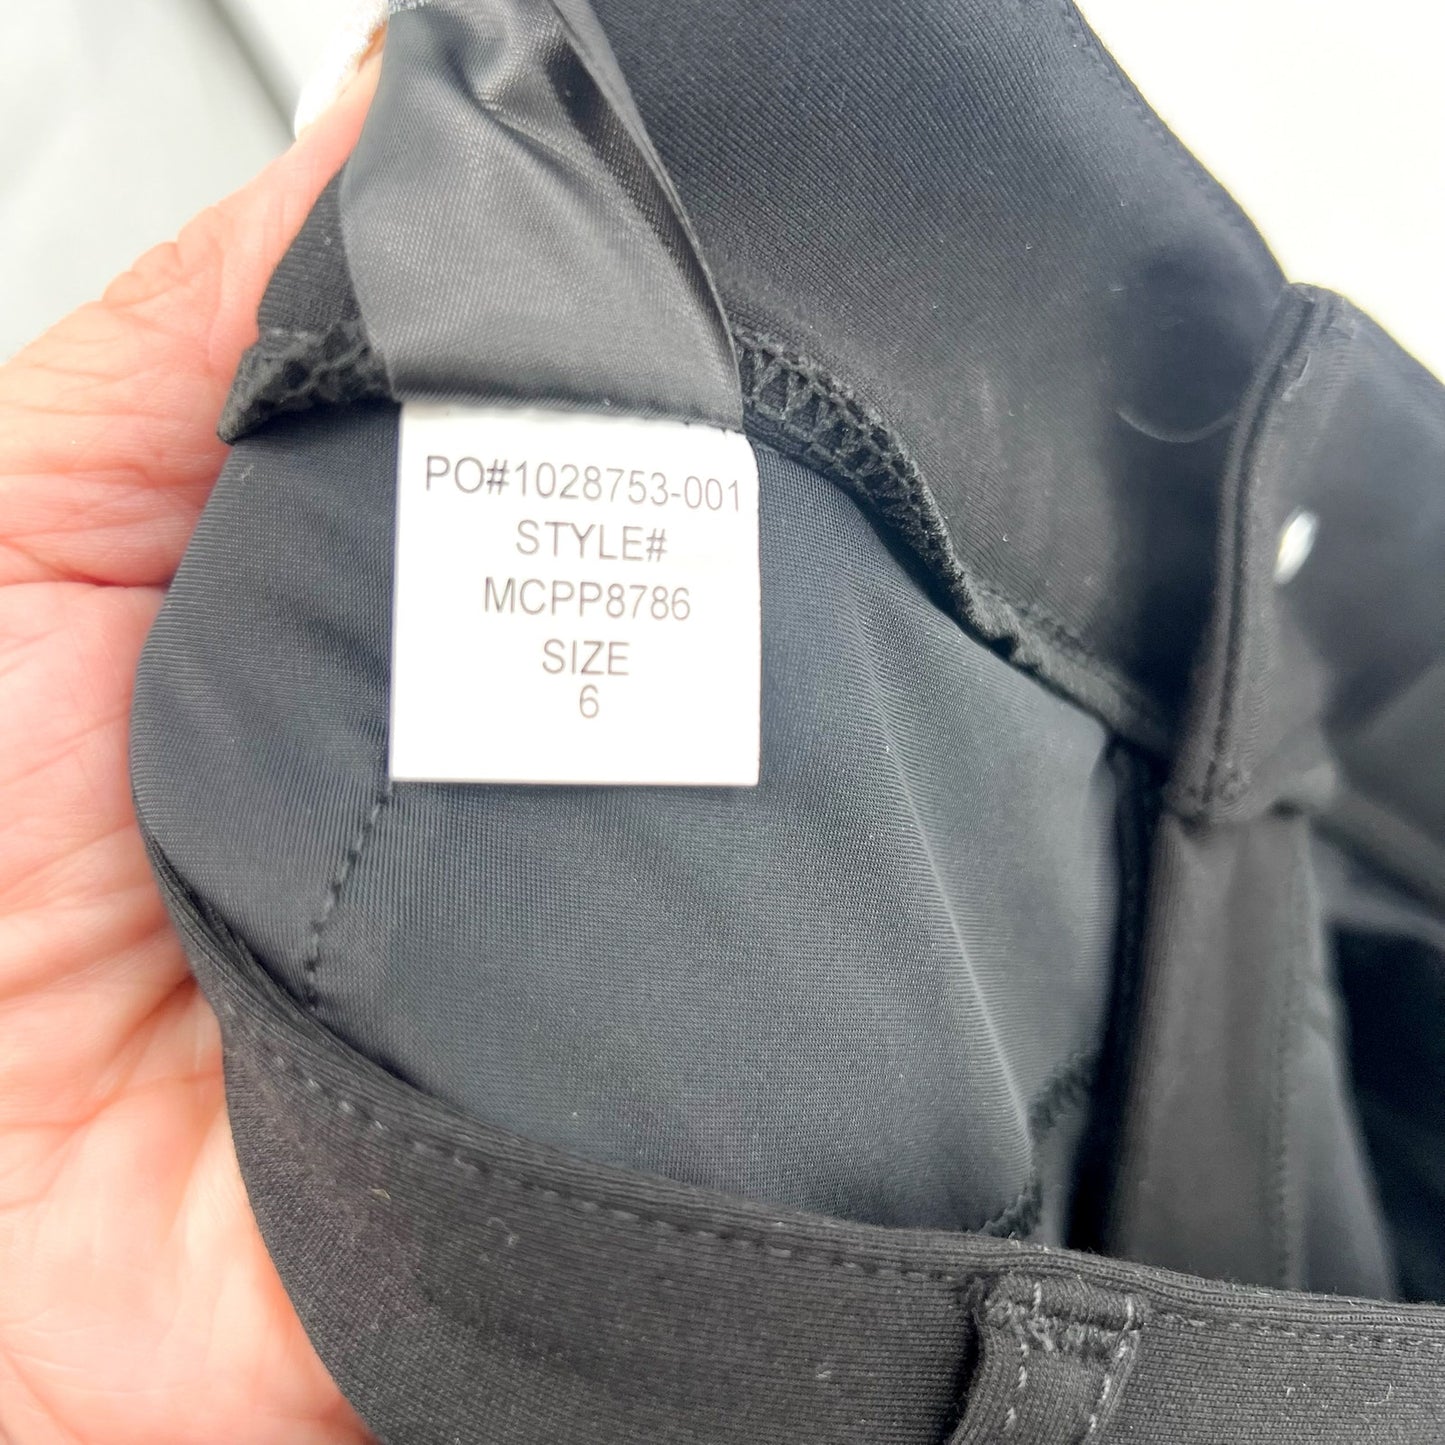 PO#1028753-001
STYLE#
MCPP8786
SIZE
6